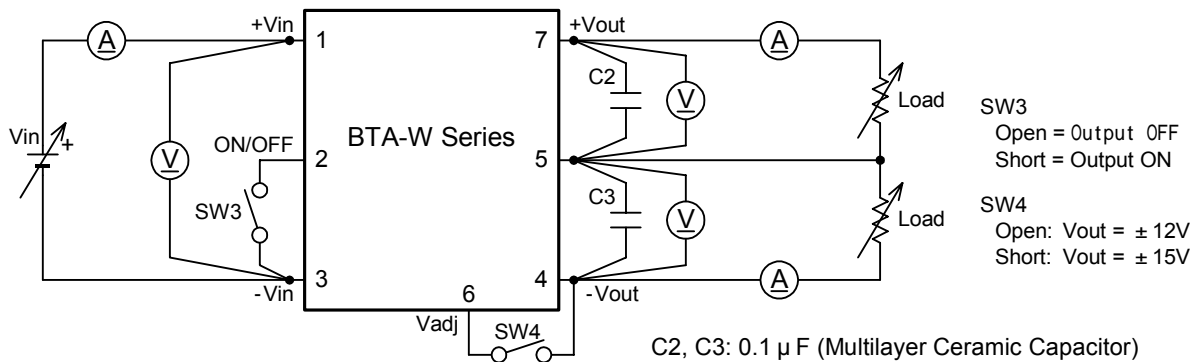 +Vin
+Vout
A
1
7
A
C2
V
Load
Vin
+
BTA-W Series
SW3
Open = Output OFF
Short = Output ON
ON/OFF
V
2
5
SW3
C3
V
Load
SW4
Open: Vout = ± 12V
Short: Vout = ± 15V
-Vin
3
4
-Vout
A
6
Vadj
SW4
C2, C3: 0.1 µ F (Multilayer Ceramic Capacitor)